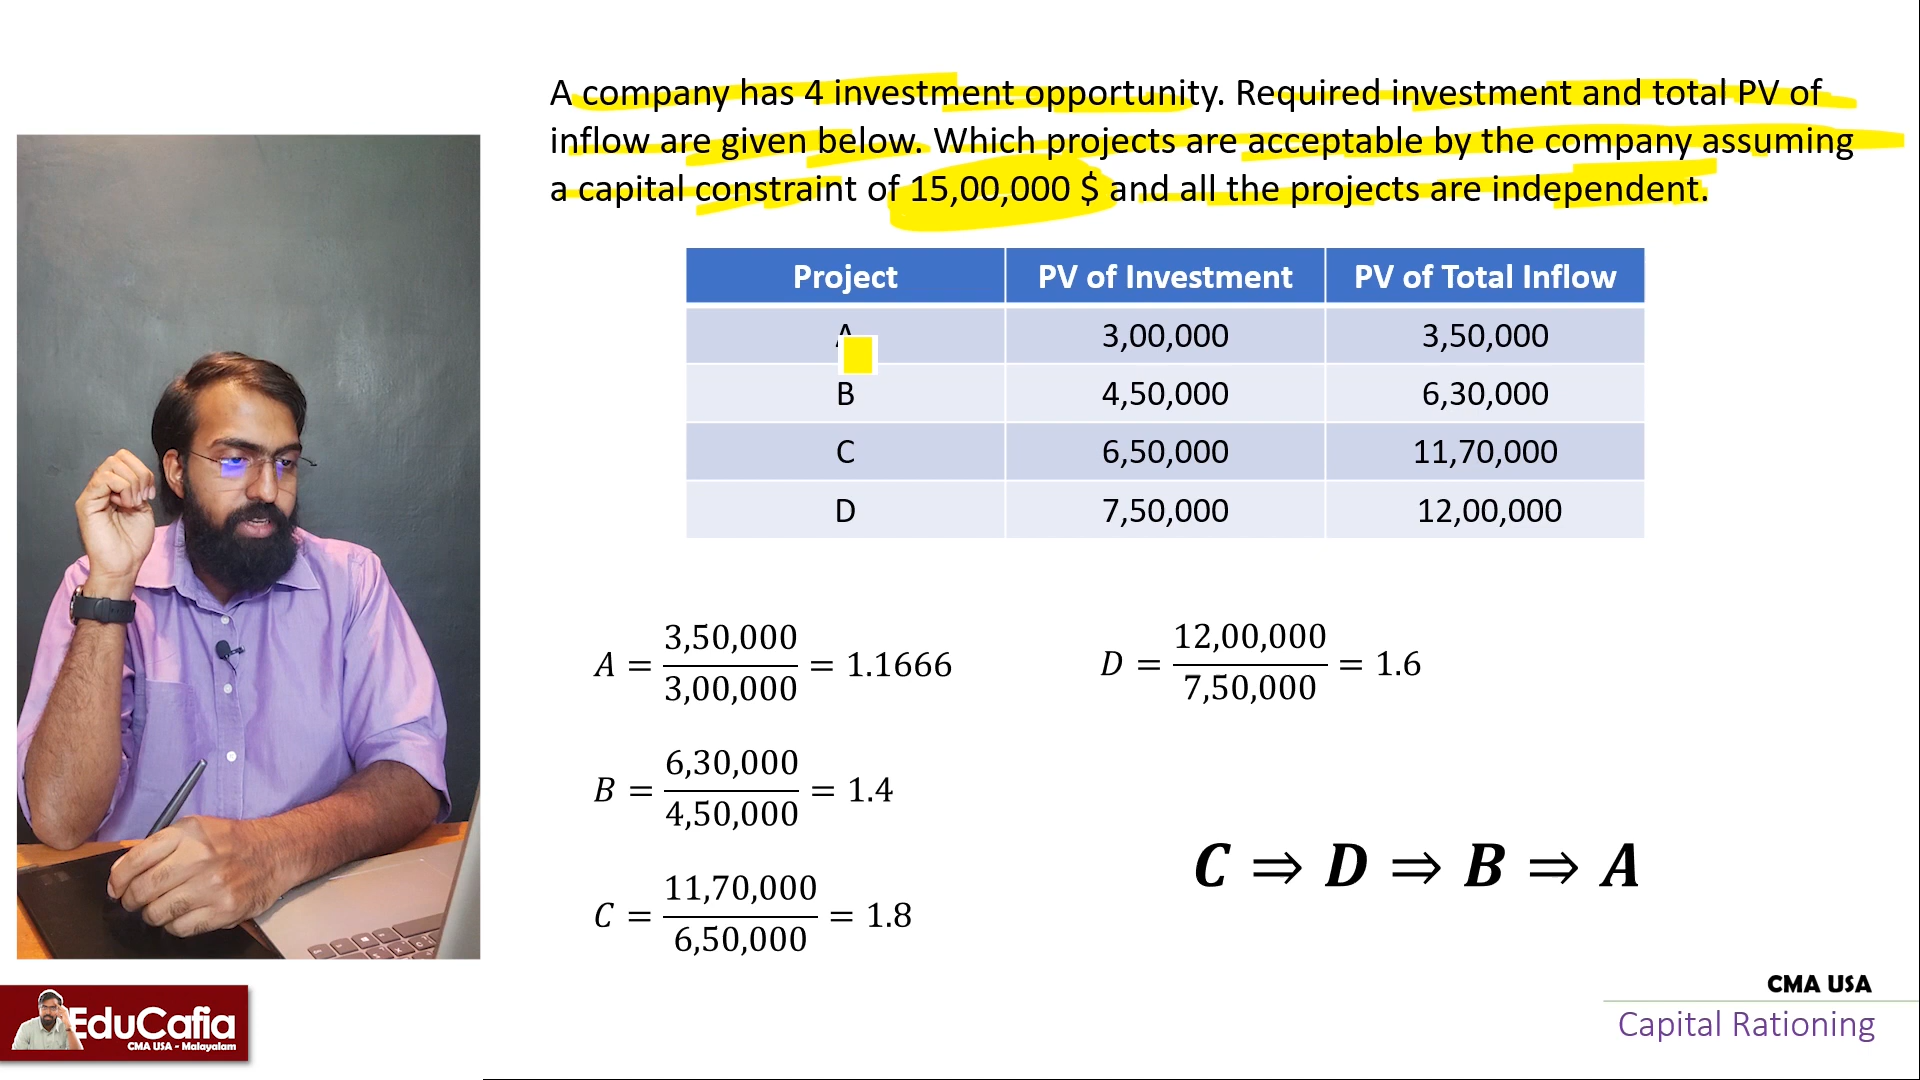 A company has 4 investment opportunity. Required investment and total PV of
inflow are given below. Which projects are acceptable by the company assuming
a capital constraint of 15,00,000 $ and all the projects are independent.
Project PV of Investment PV of Total Inflow
A 3,00,000 3,50,000
B 4,50,000 6,30,000
C 6,50,000 11,70,000
D 7,50,000 12,00,000
A = 3,50,000 / 3,00,000 = 1.1666
D = 12,00,000 / 7,50,000 = 1.6
B = 6,30,000 / 4,50,000 = 1.4
C = 11,70,000 / 6,50,000 = 1.8
C ⇒ D ⇒ B ⇒ A
CMA USA
Capital Rationing
EduCafia
CMA USA - Malayalam